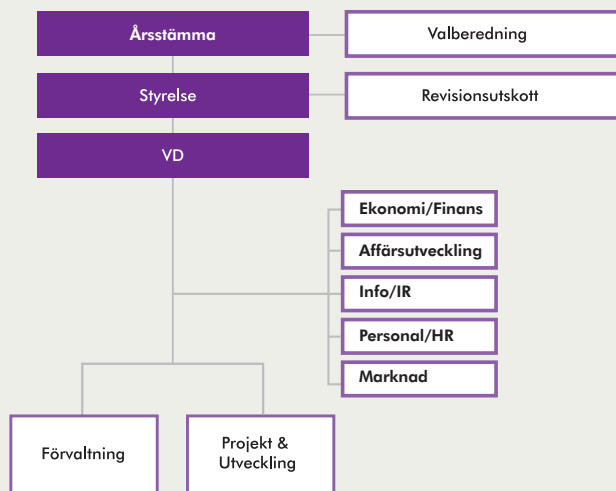 Årsstämma
Valberedning
Styrelse
Revisionsutskott
VD
Ekonomi/Finans
Affärsutveckling
Info/IR
Personal/HR
Marknad
Förvaltning
Projekt &
Utveckling